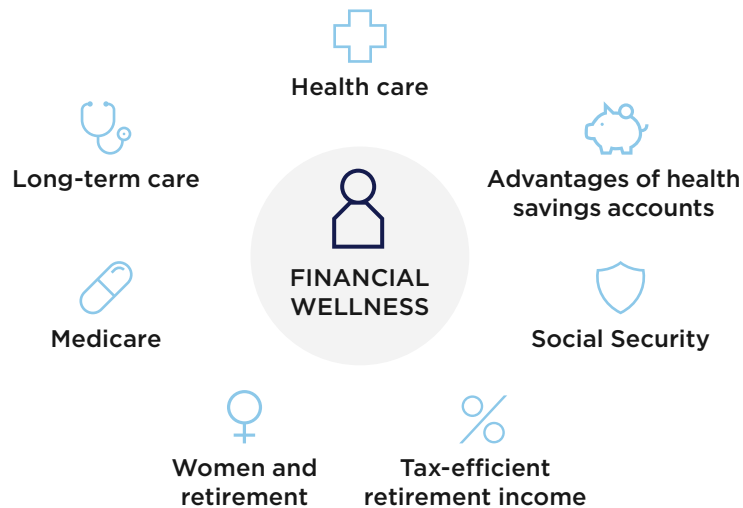 Health care
Long-term care
Advantages of health
savings accounts
FINANCIAL
WELLNESS
Medicare
Social Security
Women and
retirement
Tax-efficient
retirement income